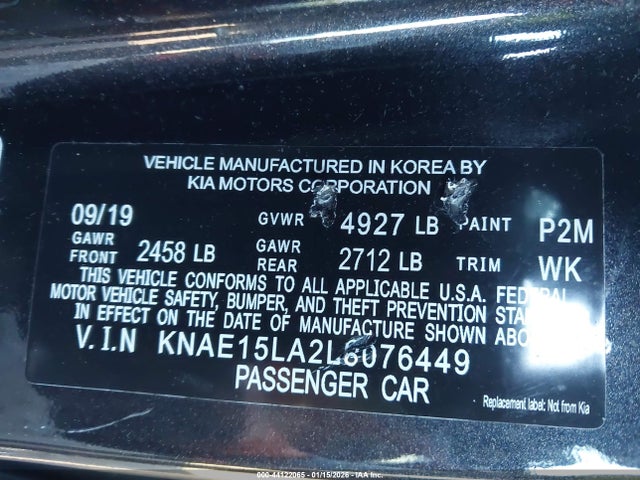 VEHICLE MANUFACTURED IN KOREA BY
KIA MOTORS CORPORATION
09/19 GVWR 4927 LB PAINT P2M
GAWR FRONT 2458 LB GAWR REAR 2712 LB TRIM WK
THIS VEHICLE CONFORMS TO ALL APPLICABLE U.S.A. FEDERAL
MOTOR VEHICLE SAFETY, BUMPER, AND THEFT PREVENTION
IN EFFECT ON THE DATE OF MANUFACTURE SHOWN
V.I.N KNAE15LA2L6076449
PASSENGER CAR
Replacement label: Not from Kia
000-44122065 - 01/15/2026 - IAA Inc.